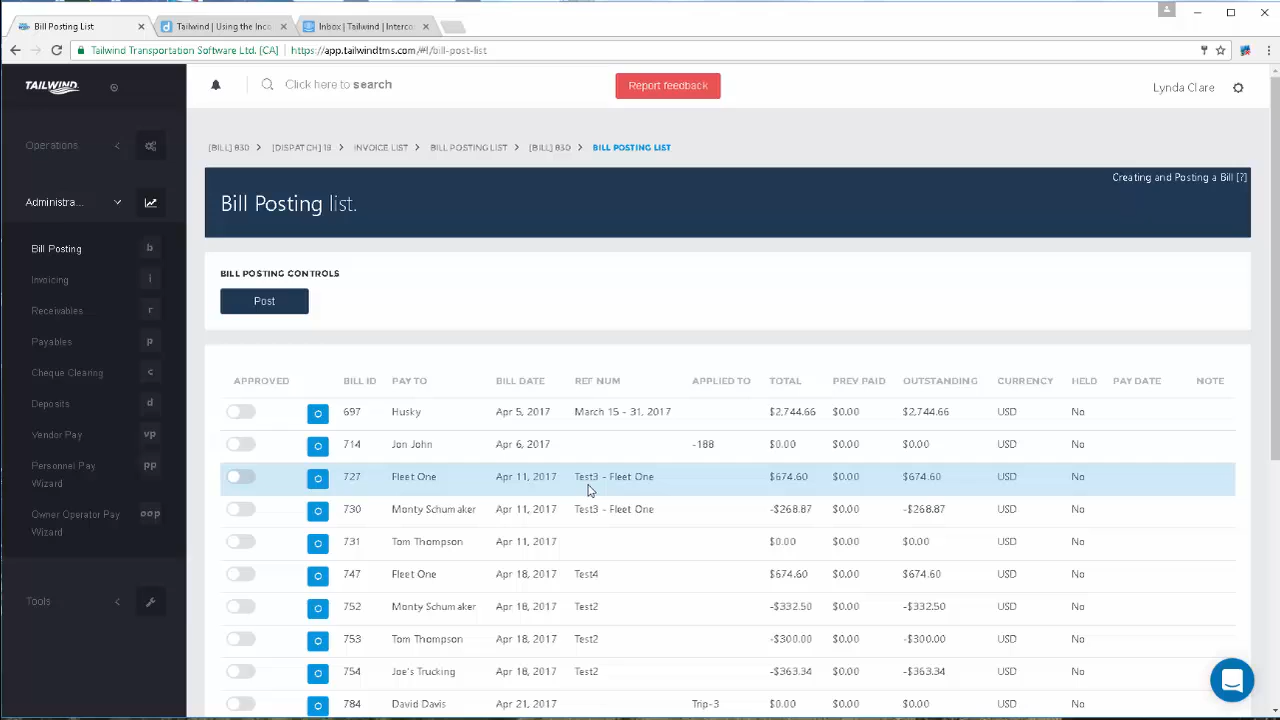 Bill Posting List
Tailwind | Using the Inco
Inbox | Tailwind | Interco
Tailwind Transportation Software Ltd. [CA]
https://app.tailwindtms.com/#!/bill-post-list
TAILWIND
Click here to search
Report feedback
Lynda Clare
Operations
[BILL] 830 > [DISPATCH] 18 > INVOICE LIST > BILL POSTING LIST > [BILL] 830 > BILL POSTING LIST
Creating and Posting a Bill [?]
Administra...
Bill Posting list.
Bill Posting b
BILL POSTING CONTROLS
Invoicing i
Post
Receivables r
Payables p
Cheque Clearing c
Deposits d
Vendor Pay vp
Personnel Pay Wizard pp
Owner Operator Pay Wizard oop
Tools
APPROVED BILL ID PAY TO BILL DATE REF NUM APPLIED TO TOTAL PREV PAID OUTSTANDING CURRENCY HELD PAY DATE NOTE
697 Husky Apr 5, 2017 March 15 - 31, 2017 $2,744.66 $0.00 $2,744.66 USD No
714 Jon John Apr 6, 2017 -188 $0.00 $0.00 $0.00 USD No
727 Fleet One Apr 11, 2017 Test3 - Fleet One $674.60 $0.00 $674.60 USD No
730 Monty Schumaker Apr 11, 2017 Test3 - Fleet One -$268.87 $0.00 -$268.87 USD No
731 Tom Thompson Apr 11, 2017 $0.00 $0.00 $0.00 USD No
747 Fleet One Apr 18, 2017 Test4 $674.60 $0.00 $674.60 USD No
752 Monty Schumaker Apr 18, 2017 Test2 -$332.50 $0.00 -$332.50 USD No
753 Tom Thompson Apr 18, 2017 Test2 -$300.00 $0.00 -$300.00 USD No
754 Joe's Trucking Apr 18, 2017 Test2 -$363.34 $0.00 -$363.34 USD No
784 David Davis Apr 21, 2017 Trip-3 $0.00 $0.00 $0.00 USD No